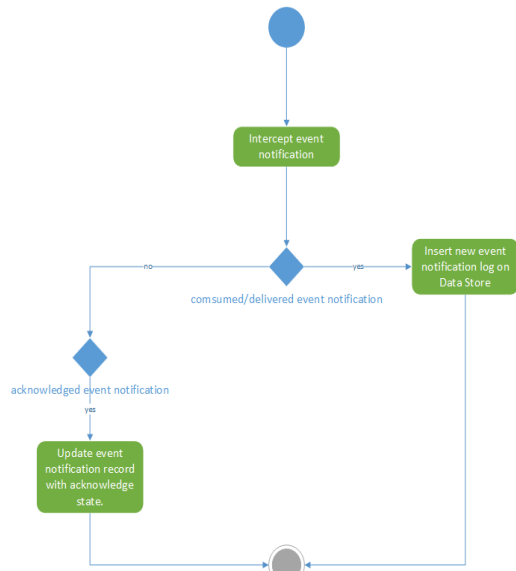 Intercept event
notification
Insert new event
notification log on
Data Store
no
yes
comsumed/delivered event notification
acknowledged event notification
yes
Update event
notification record
with acknowledge
state.